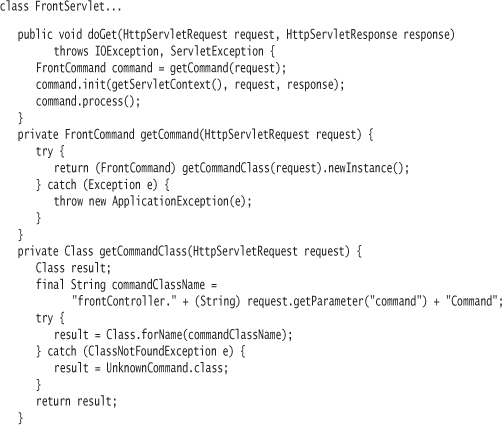 class FrontServlet...
public void doGet(HttpServletRequest request, HttpServletResponse response)
throws IOException, ServletException {
FrontCommand command = getCommand(request);
command.init(getServletContext(), request, response);
command.process();
}
private FrontCommand getCommand(HttpServletRequest request) {
try {
return (FrontCommand) getCommandClass(request).newInstance();
} catch (Exception e) {
throw new ApplicationException(e);
}
}
private Class getCommandClass(HttpServletRequest request) {
Class result;
final String commandClassName =
"frontController." + (String) request.getParameter("command") + "Command";
try {
result = Class.forName(commandClassName);
} catch (ClassNotFoundException e) {
result = UnknownCommand.class;
}
return result;
}